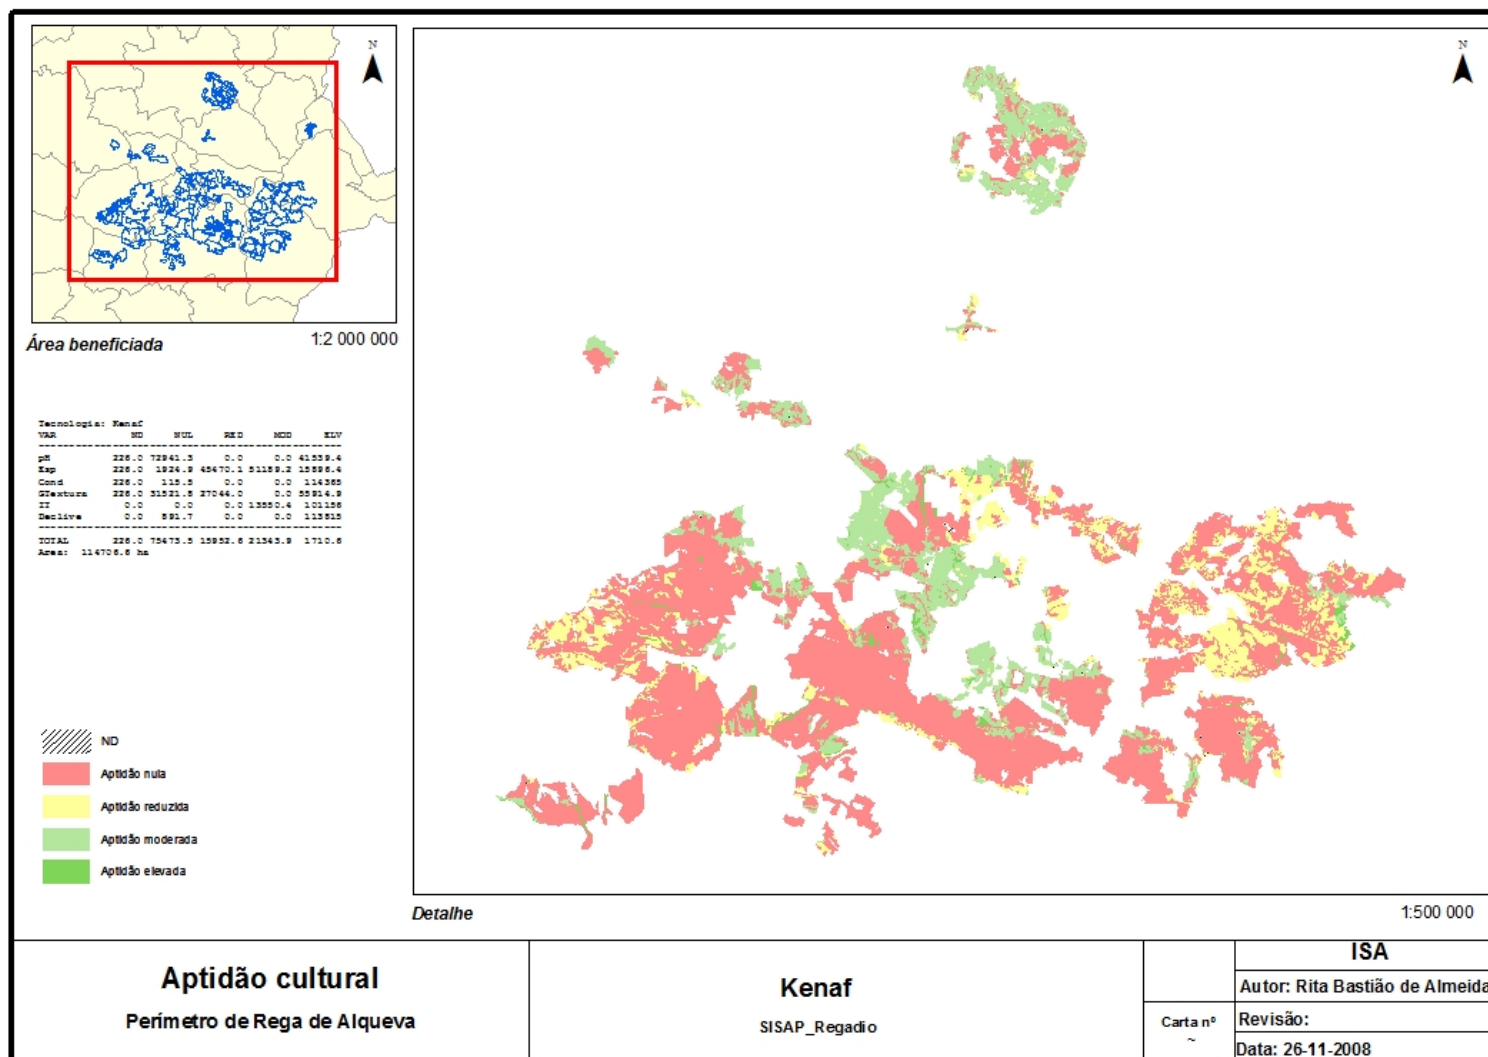 N
N
Área beneficiada
1:2 000 000
Tecnologia: Kenaf
VAR ND NUL RED MOD ELV
pH 226.0 72941.3 0.0 0.0 41539.4
Esp 226.0 1924.9 45470.1 51189.2 15896.4
Cond 226.0 115.5 0.0 114365
GTextura 226.0 31521.8 27044.0 0.0 55914.9
IT 0.0 0.0 0.0 13550.4 101156
Declive 0.0 891.7 0.0 0.0 113815
TOTAL 226.0 75473.5 15952.6 21343.9 1710.6
Area: 114706.6 ha
ND
Aptidão nula
Aptidão reduzida
Aptidão moderada
Aptidão elevada
Detalhe
1:500 000
Aptidão cultural
Perímetro de Rega de Alqueva
Kenaf
SISAP_Regadio
Carta nº
~
ISA
Autor: Rita Bastião de Almeida
Revisão:
Data: 26-11-2008